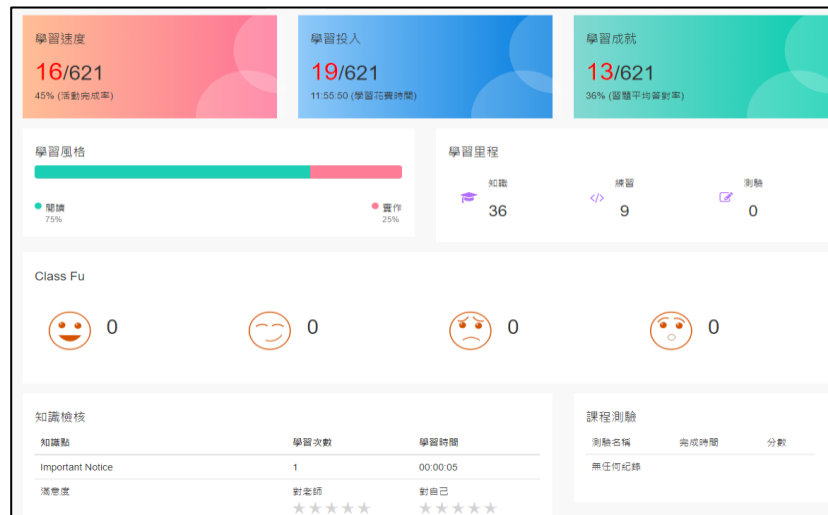 學習速度
16/621
45% (活動完成率)
學習投入
19/621
11:55:50 (學習花費時間)
學習成就
13/621
36% (習題平均答對率)
學習風格
閱讀
75%
實作
25%
學習里程
知識
36
練習
9
測驗
0
Class Fu
0
0
0
0
知識檢核
知識點 學習次數 學習時間
Important Notice 1 00:00:05
滿意度 對老師 對自己
課程測驗
測驗名稱 完成時間 分數
無任何紀錄